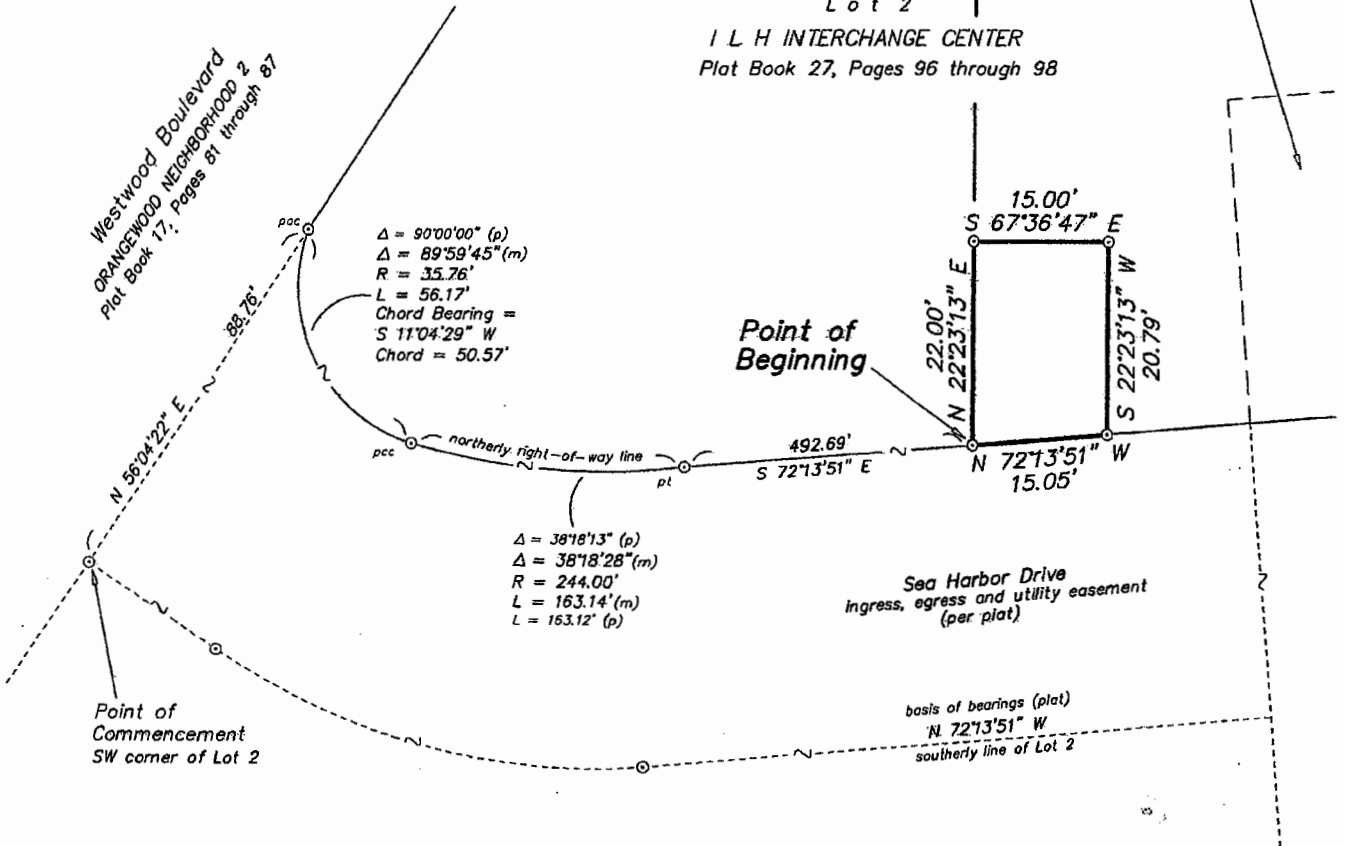 Lot 2
I L H INTERCHANGE CENTER
Plat Book 27, Pages 96 through 98
Westwood Boulevard
ORANGEWOOD NEIGHBORHOOD 2
Plat Book 17, Pages 81 through 87
pac
Δ = 90°00'00" (p)
Δ = 89°59'45"(m)
R = 35.76'
L = 56.17'
Chord Bearing =
S 11°04'29" W
Chord = 50.57'
88.76'
N 56°04'22" E
15.00'
S 67°36'47" E
22.00'
N 22°23'13" E
S 22°23'13" W
20.79'
Point of
Beginning
pcc
northerly right-of-way line
pt
492.69'
S 72°13'51" E
N 72°13'51" W
15.05'
Δ = 38°18'13" (p)
Δ = 38°18'28"(m)
R = 244.00'
L = 163.14'(m)
L = 163.12' (p)
Sea Harbor Drive
ingress, egress and utility easement
(per plat)
Point of
Commencement
SW corner of Lot 2
basis of bearings (plat)
N 72°13'51" W
southerly line of Lot 2